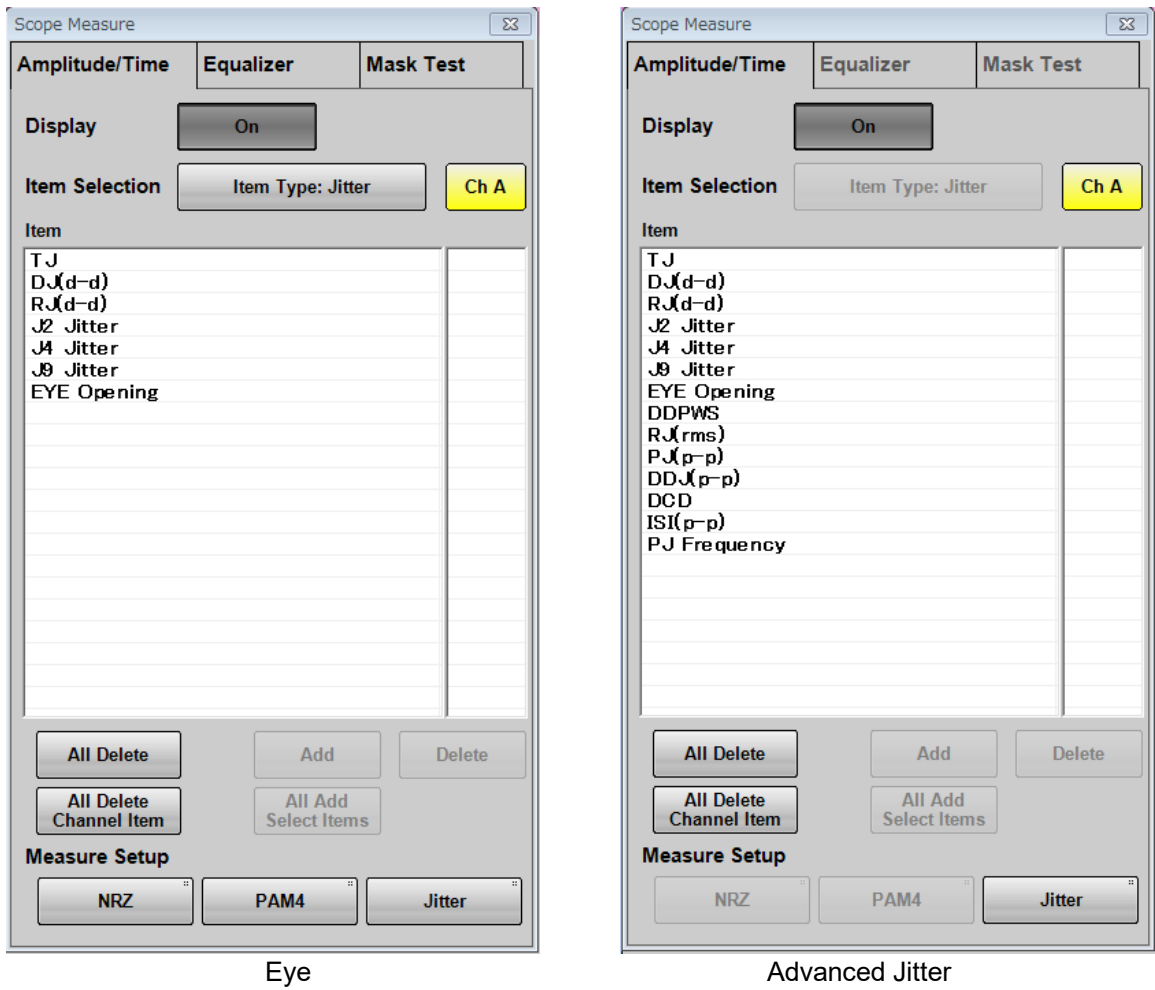 Scope Measure
Amplitude/Time Equalizer Mask Test
Display On
Item Selection Item Type: Jitter Ch A
Item
TJ
DJ(d-d)
RJ(d-d)
J2 Jitter
J4 Jitter
J9 Jitter
EYE Opening
All Delete Add Delete
All Delete
Channel Item
All Add
Select Items
Measure Setup
NRZ PAM4 Jitter
Eye
Scope Measure
Amplitude/Time Equalizer Mask Test
Display On
Item Selection Item Type: Jitter Ch A
Item
TJ
DJ(d-d)
RJ(d-d)
J2 Jitter
J4 Jitter
J9 Jitter
EYE Opening
DDPWS
RJ(rms)
PJ(p-p)
DDJ(p-p)
DCD
ISI(p-p)
PJ Frequency
All Delete Add Delete
All Delete
Channel Item
All Add
Select Items
Measure Setup
NRZ PAM4 Jitter
Advanced Jitter